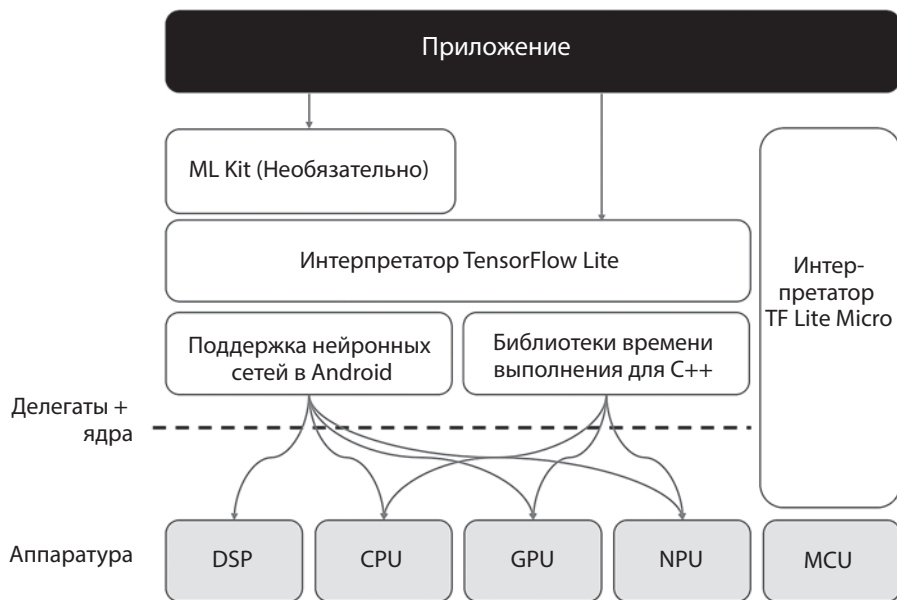 Приложение
ML Kit (Необязательно)
Интерпретатор TensorFlow Lite
Интер-
претатор
TF Lite Micro
Поддержка нейронных
сетей в Android
Библиотеки времени
выполнения для C++
Делегаты +
ядра
Аппаратура
DSP
CPU
GPU
NPU
MCU